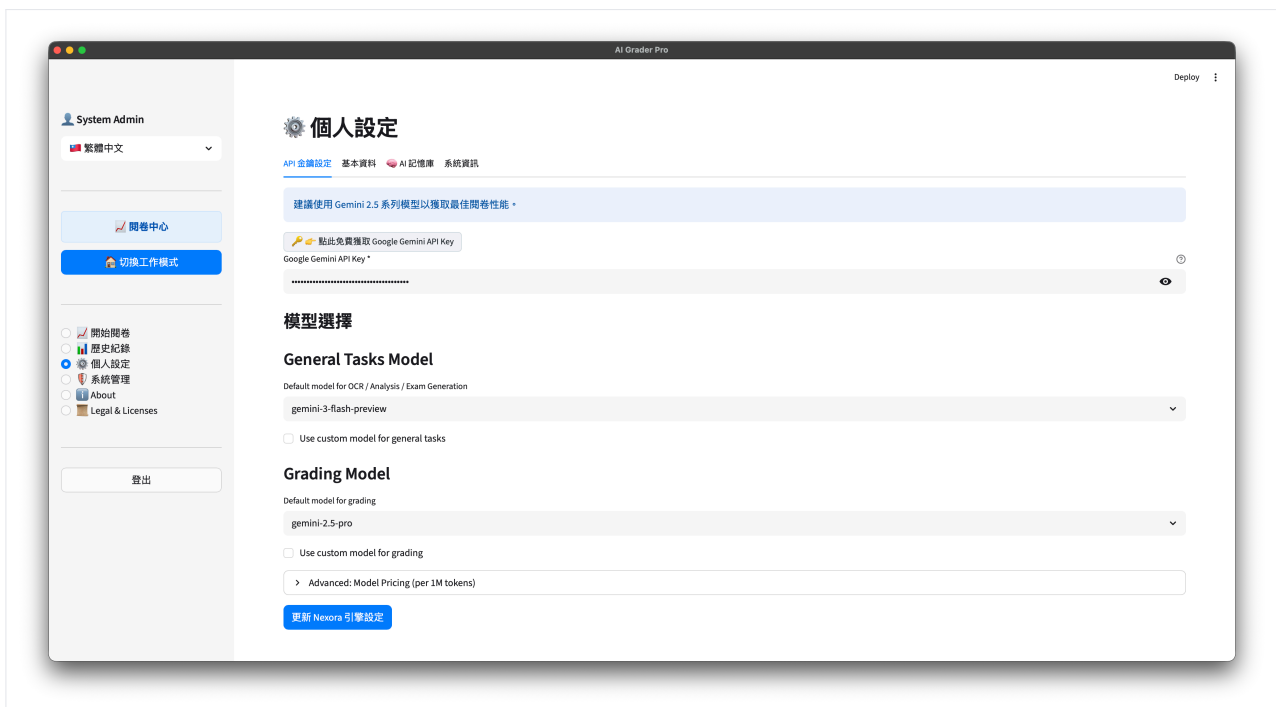 AI Grader Pro
Deploy
System Admin
繁體中文
閱卷中心
切換工作模式
開始閱卷
歷史紀錄
個人設定
系統管理
About
Legal & Licenses
登出
個人設定
API 金鑰設定 基本資料 AI 記憶庫 系統資訊
建議使用 Gemini 2.5 系列模型以獲取最佳閱卷性能。
點此免費獲取 Google Gemini API Key
Google Gemini API Key *
模型選擇
General Tasks Model
Default model for OCR / Analysis / Exam Generation
gemini-3-flash-preview
Use custom model for general tasks
Grading Model
Default model for grading
gemini-2.5-pro
Use custom model for grading
Advanced: Model Pricing (per 1M tokens)
更新 Nexora 引擎設定